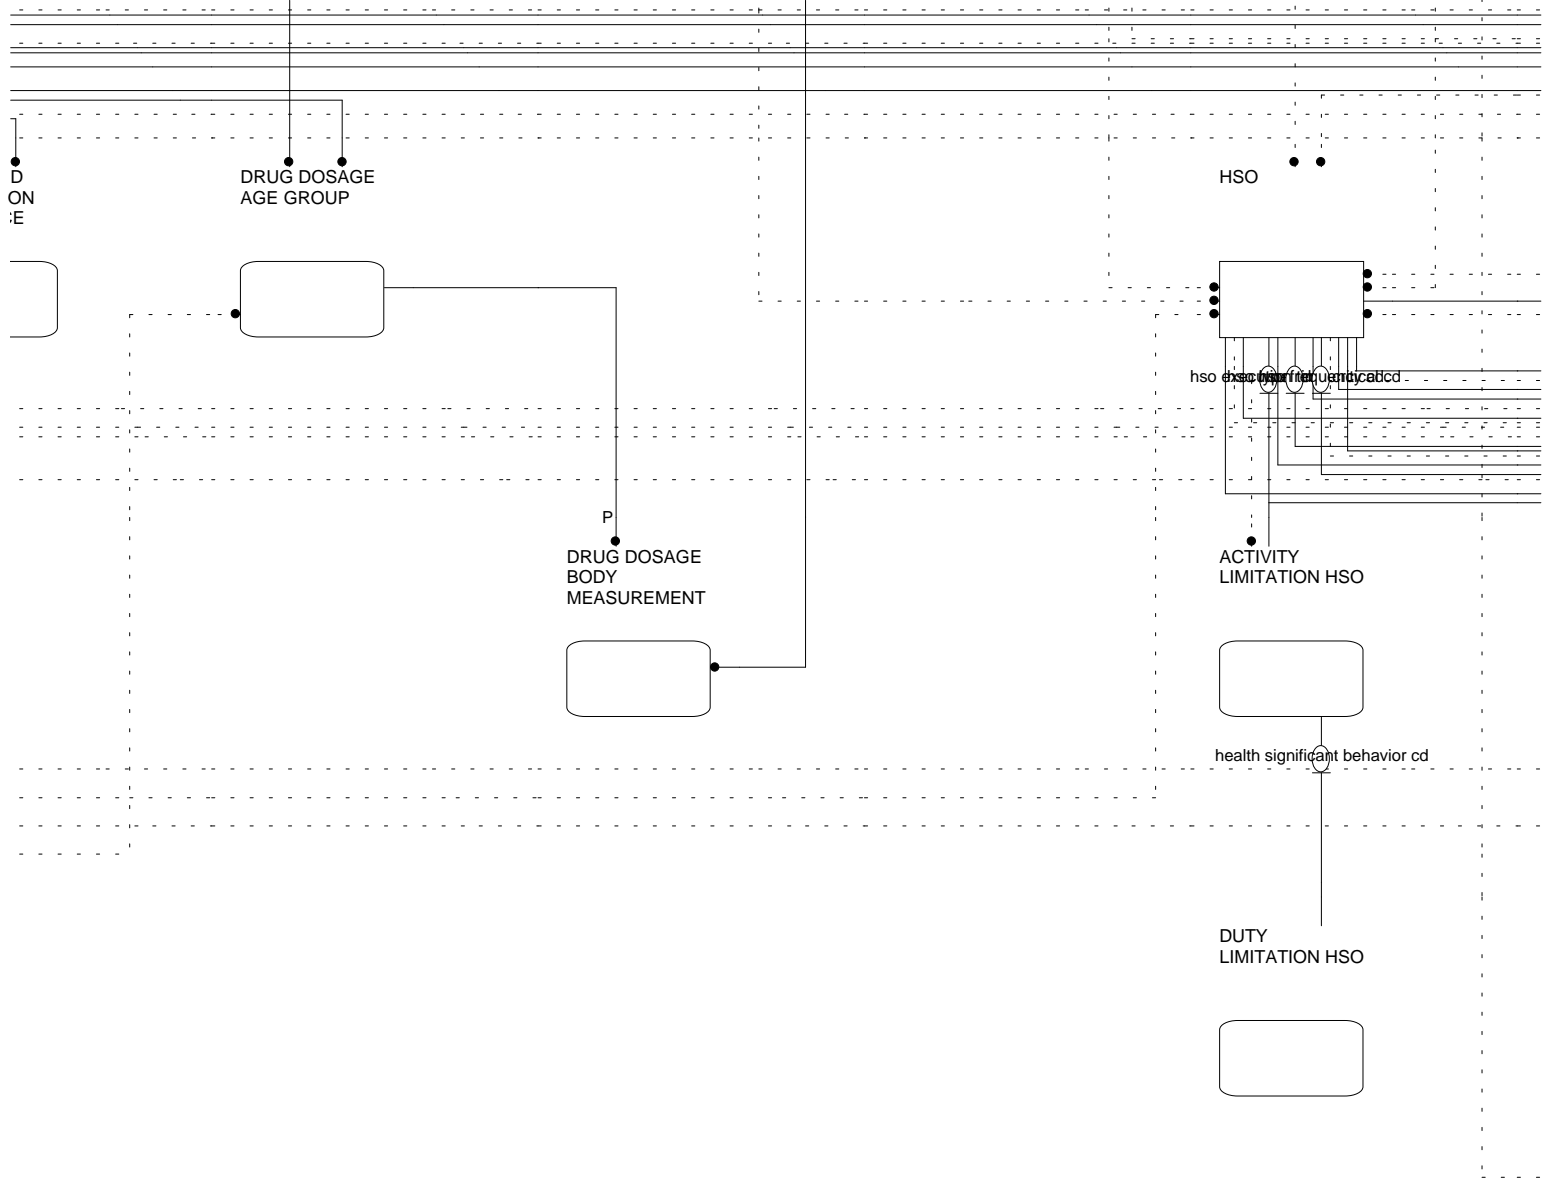 D
ON
DRUG DOSAGE
AGE GROUP
HSO
P
DRUG DOSAGE
BODY
MEASUREMENT
ACTIVITY
LIMITATION HSO
health significant behavior cd
DUTY
LIMITATION HSO